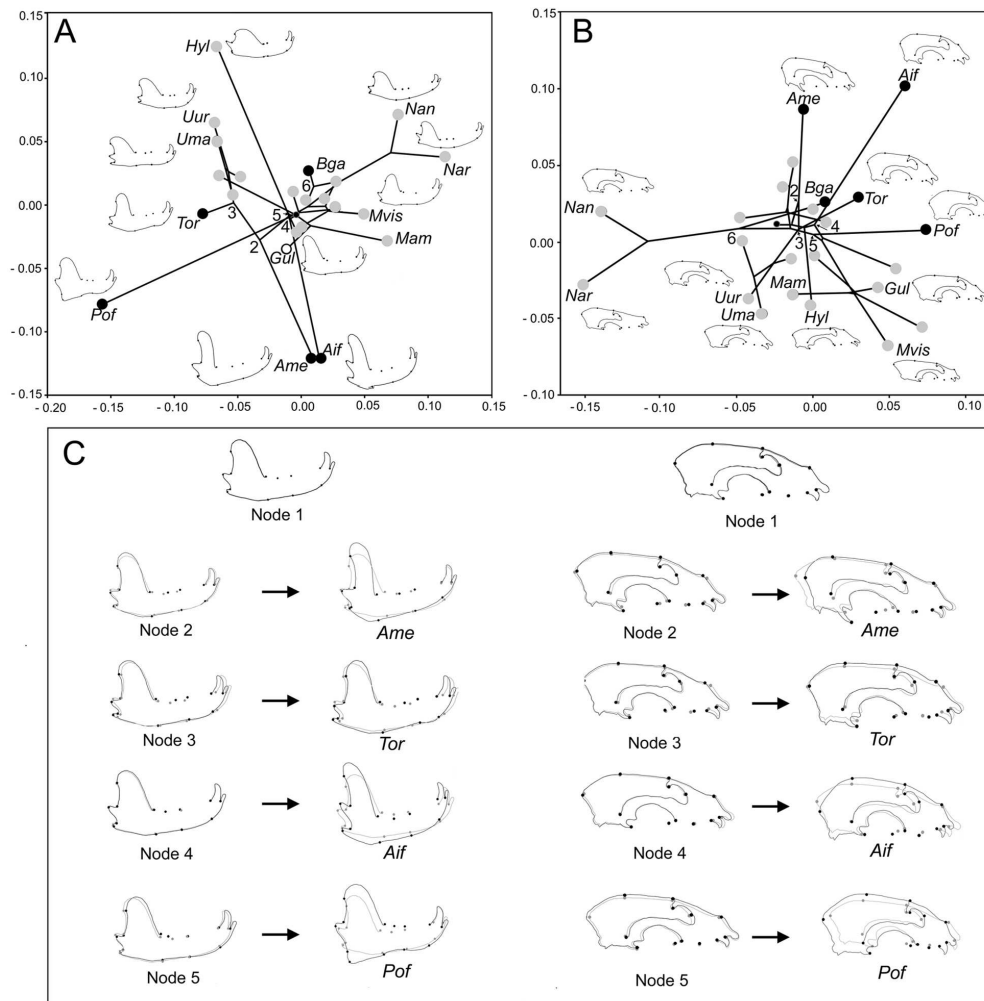 A
0.15
0.10
0.05
0.00
- 0.05
- 0.10
- 0.15
- 0.20
- 0.05
0.00
0.05
0.10
0.15
Hyl
Uur
Uma
Tor
Pof
Ame
Aif
Gul
Bga
Nan
Nar
Mvis
Mam
2
3
4
5
6
B
0.15
0.10
0.05
0.00
- 0.05
- 0.10
- 0.15
- 0.10
- 0.05
0.00
0.05
0.10
Aif
Ame
Tor
Bga
Pof
Nan
Nar
Uur
Uma
Mam
Hyl
Gul
Mvis
2
3
4
5
6
C
Node 1
Node 1
Node 2
Ame
Node 2
Ame
Node 3
Tor
Node 3
Tor
Node 4
Aif
Node 4
Aif
Node 5
Pof
Node 5
Pof